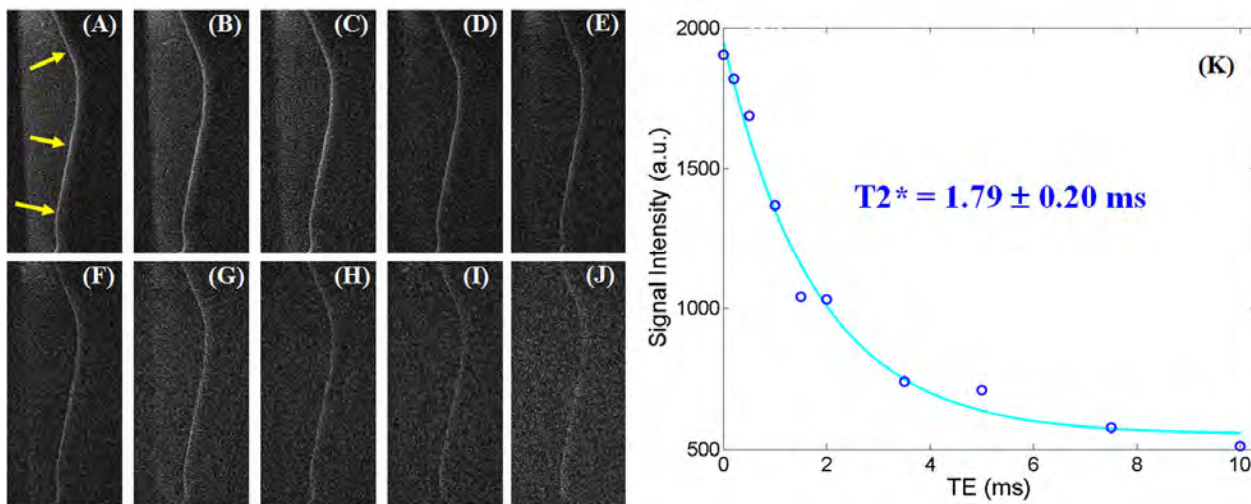 (A)
(B)
(C)
(D)
(E)
(F)
(G)
(H)
(I)
(J)
(K)
2000
1500
1000
500
Signal Intensity (a.u.)
T2* = 1.79 ± 0.20 ms
0 2 4 6 8 10
TE (ms)